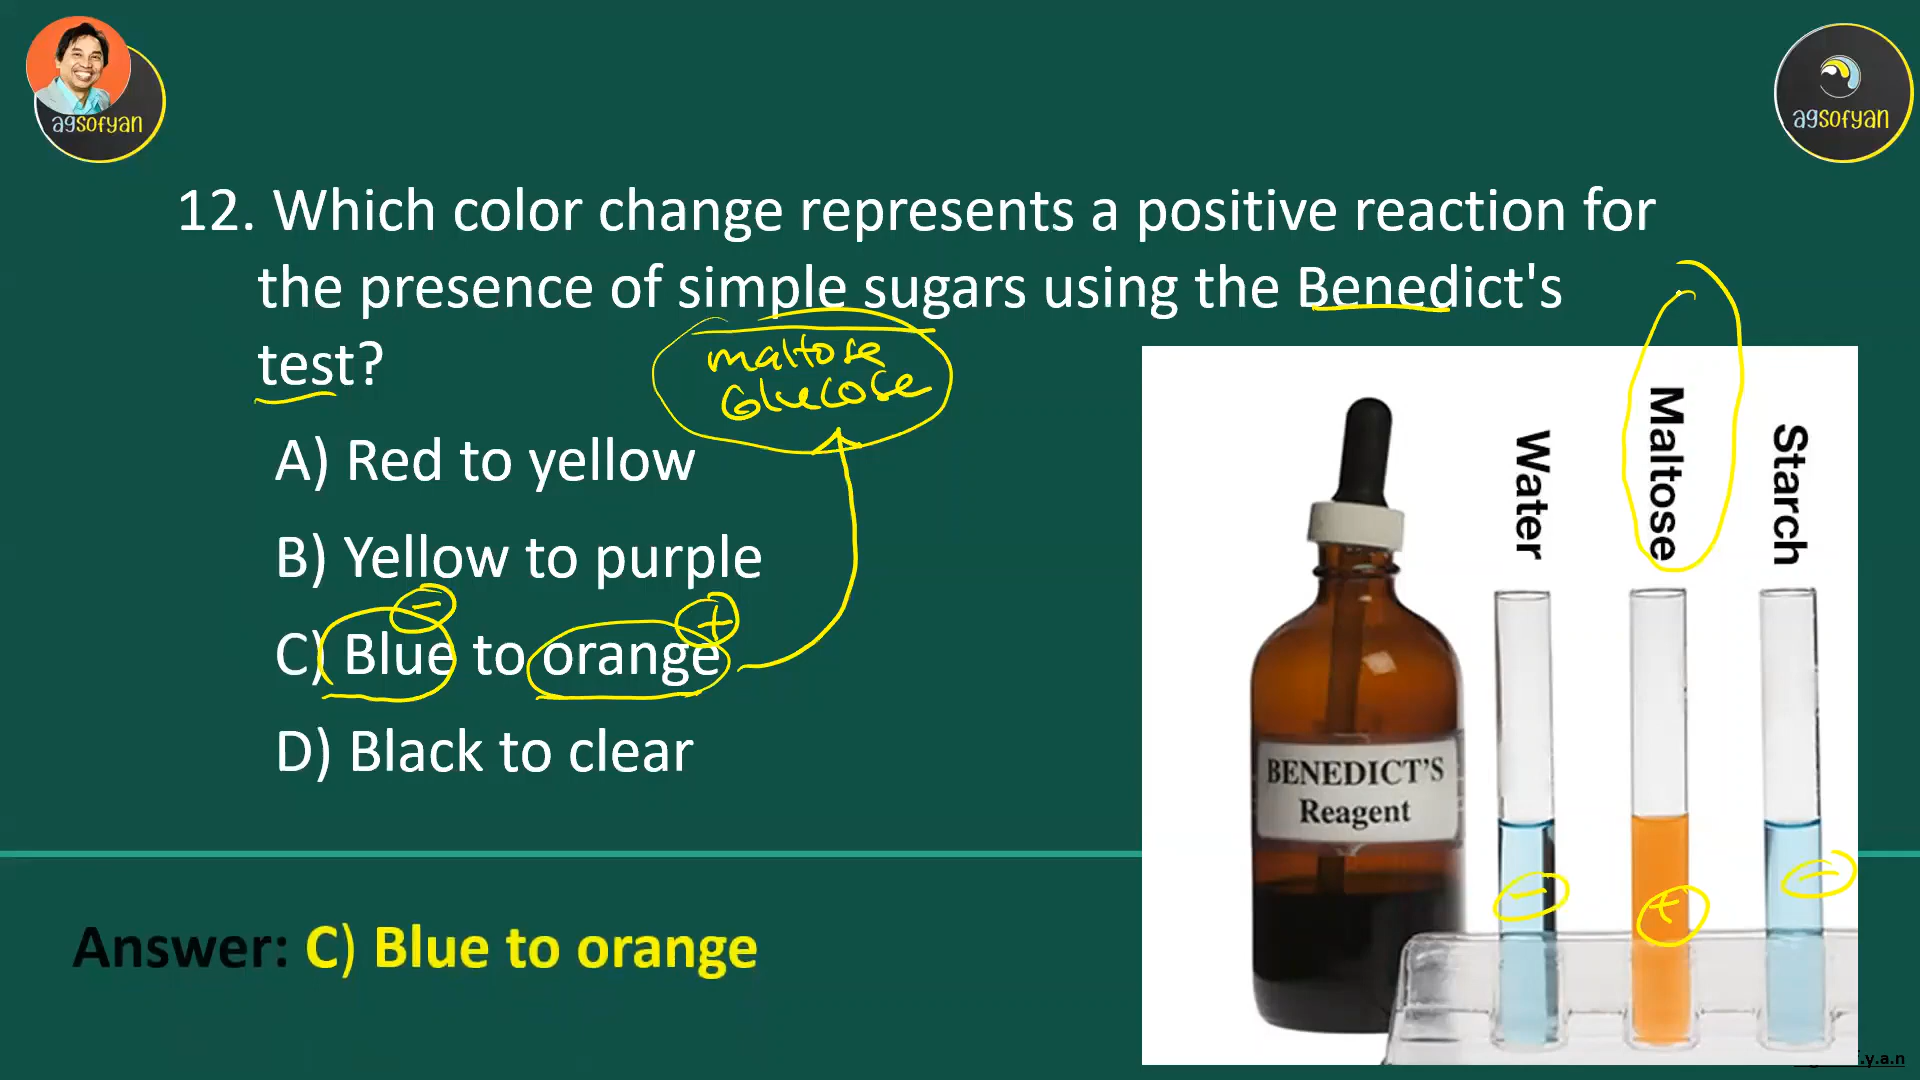 agsofyan
agsofyan
12. Which color change represents a positive reaction for
the presence of simple sugars using the Benedict's
test?
maltose
Glucose
A) Red to yellow
B) Yellow to purple
C) Blue to orange
- +
D) Black to clear
Water
Maltose
Starch
BENEDICT'S
Reagent
- + -
Answer: C) Blue to orange
.y.a.n